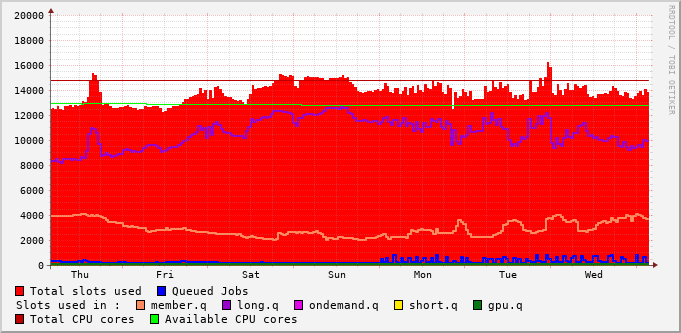 20000
18000
16000
14000
12000
10000
8000
6000
4000
2000
0
Thu Fri Sat Sun Mon Tue Wed
Total slots used Queued Jobs
Slots used in : member.q long.q ondemand.q short.q gpu.q
Total CPU cores Available CPU cores
RRDTOOL / TOBI OETIKER